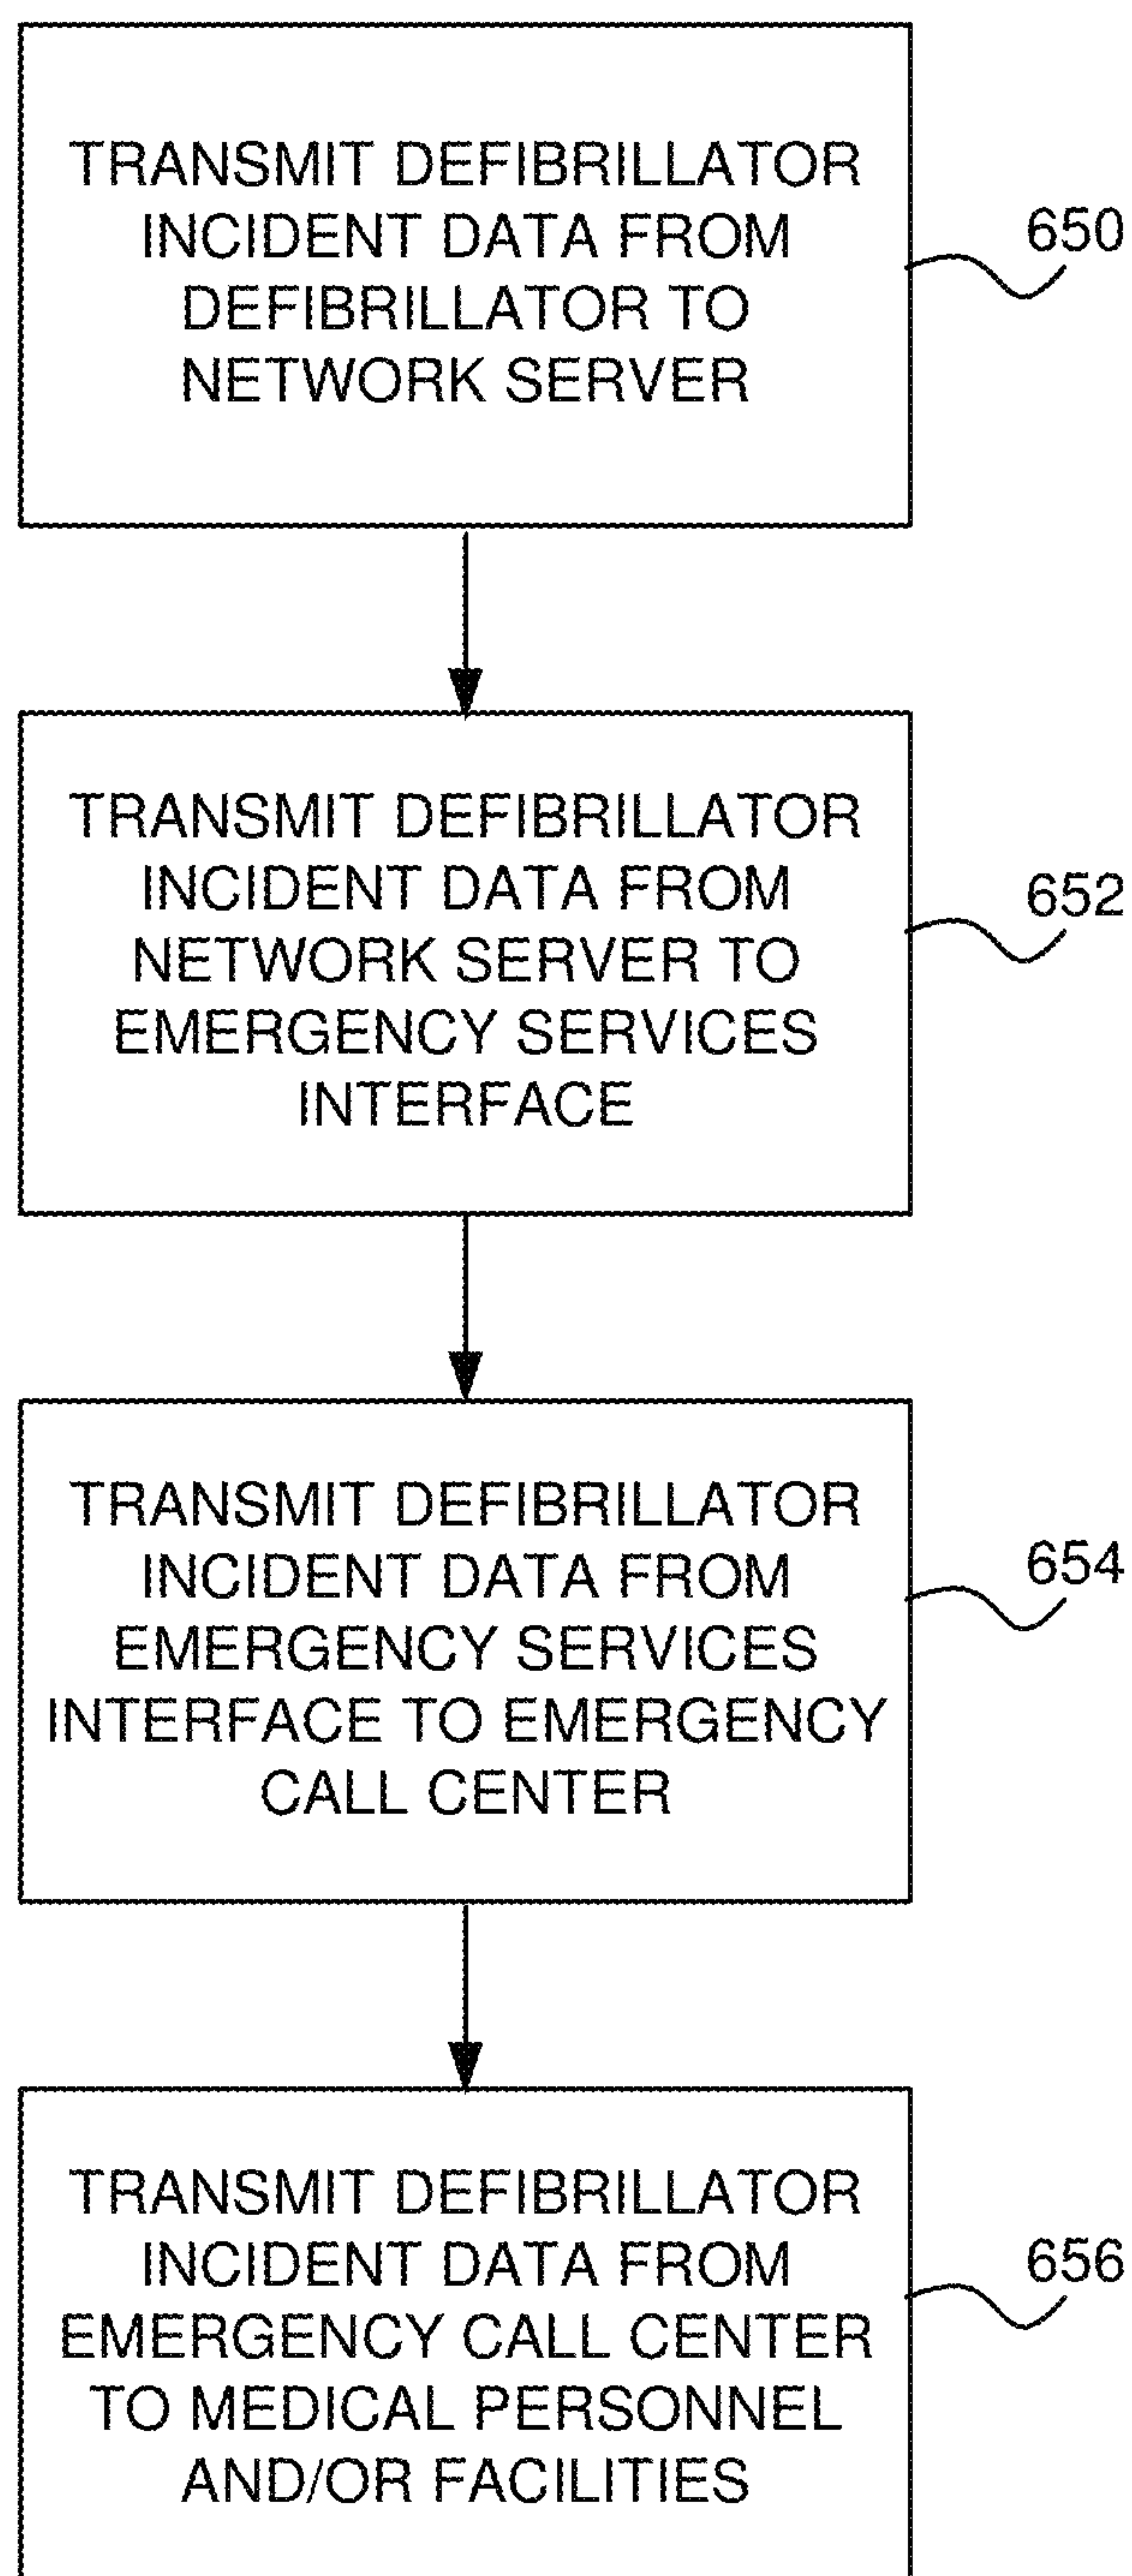 TRANSMIT DEFIBRILLATOR
INCIDENT DATA FROM
DEFIBRILLATOR TO
NETWORK SERVER
650
TRANSMIT DEFIBRILLATOR
INCIDENT DATA FROM
NETWORK SERVER TO
EMERGENCY SERVICES
INTERFACE
652
TRANSMIT DEFIBRILLATOR
INCIDENT DATA FROM
EMERGENCY SERVICES
INTERFACE TO EMERGENCY
CALL CENTER
654
TRANSMIT DEFIBRILLATOR
INCIDENT DATA FROM
EMERGENCY CALL CENTER
TO MEDICAL PERSONNEL
AND/OR FACILITIES
656